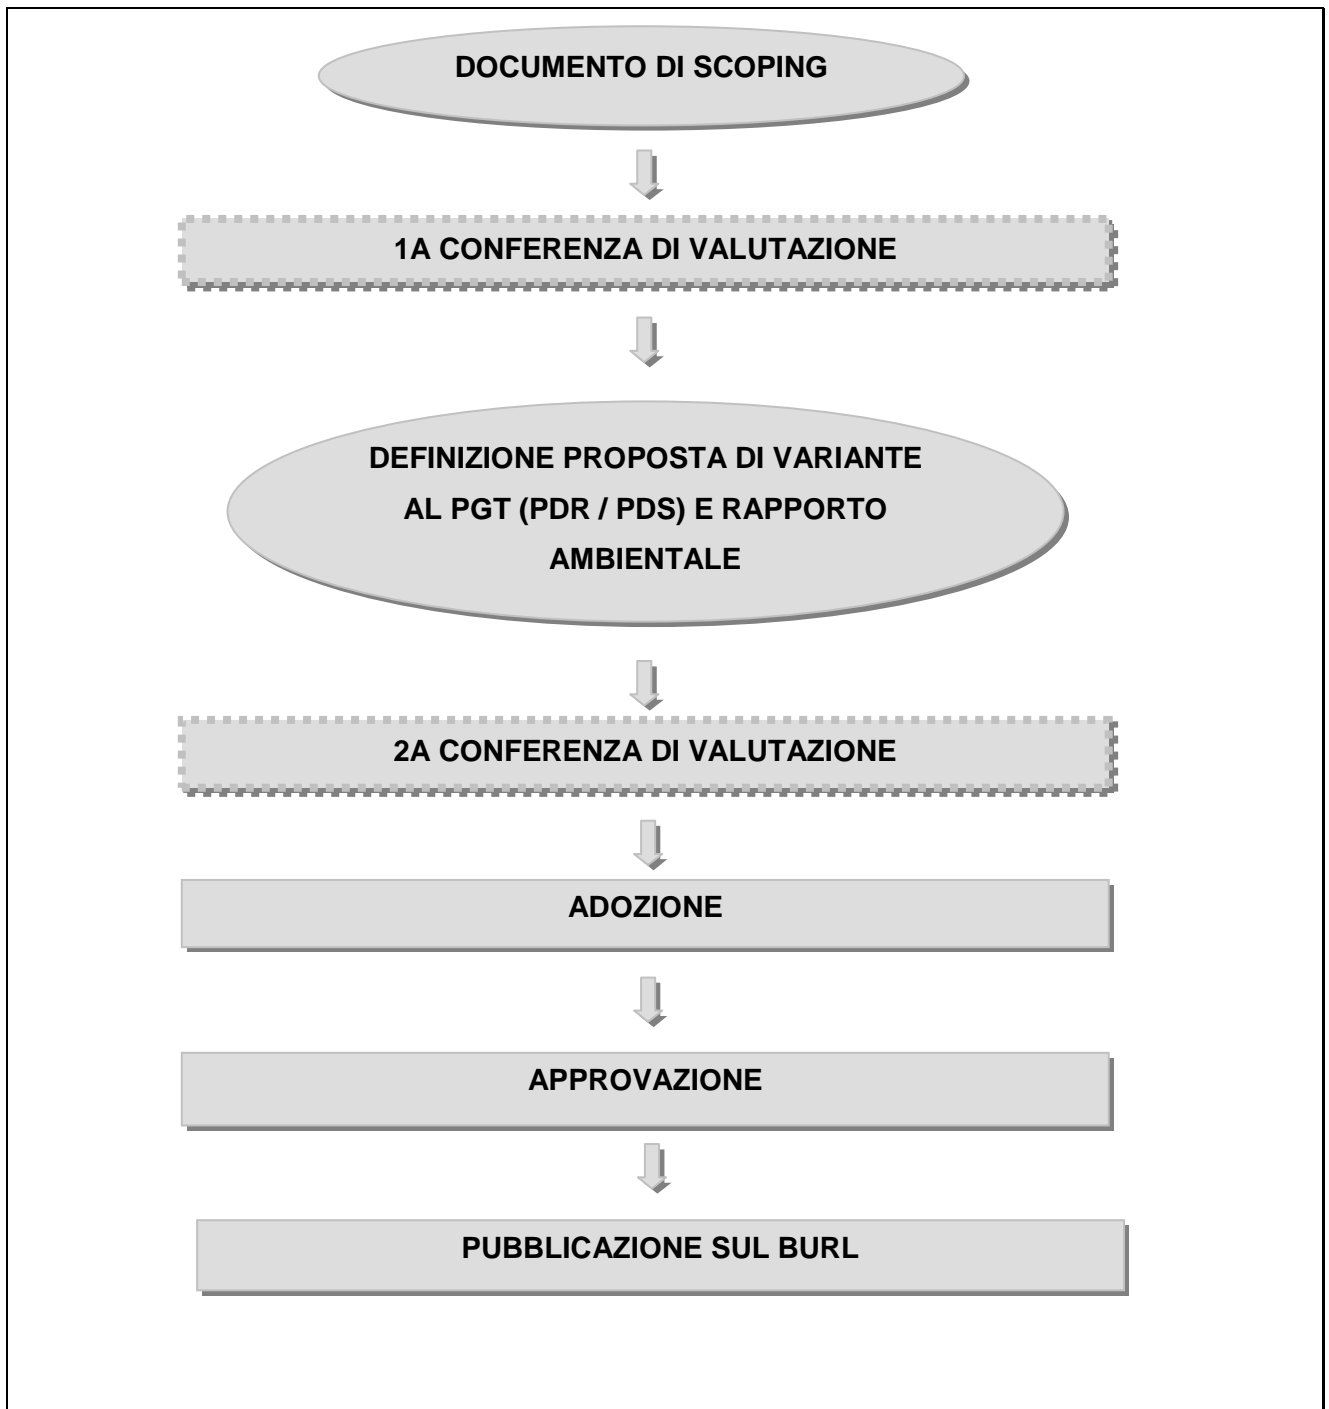 DOCUMENTO DI SCOPING
1A CONFERENZA DI VALUTAZIONE
DEFINIZIONE PROPOSTA DI VARIANTE
AL PGT (PDR / PDS) E RAPPORTO
AMBIENTALE
2A CONFERENZA DI VALUTAZIONE
ADOZIONE
APPROVAZIONE
PUBBLICAZIONE SUL BURL